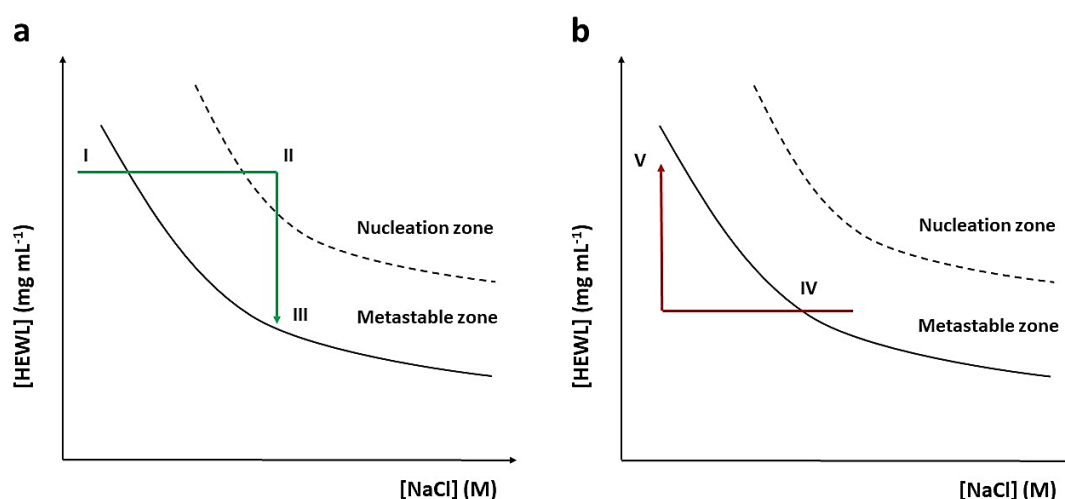 a
I
II
Nucleation zone
III
Metastable zone
[HEWL] (mg mL⁻¹)
[NaCl] (M)
b
V
Nucleation zone
IV
Metastable zone
[HEWL] (mg mL⁻¹)
[NaCl] (M)